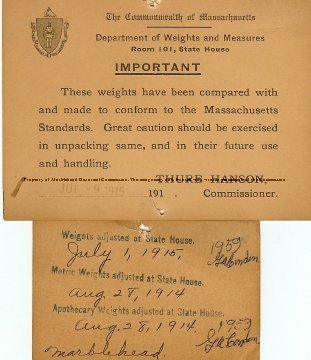 The Commonwealth of Massachusetts
Department of Weights and Measures
Room 101, State House
IMPORTANT
These weights have been compared with
and made to conform to the Massachusetts
Standards. Great caution should be exercised
in unpacking same, and in their future use
and handling.
THURE HANSON,
JUL -9 1915 191 . Commissioner.
Weights adjusted at State House.
July 1, 1915, 1959
Metric Weights adjusted at State House.
Aug. 28, 1914
Apothecary Weights adjusted at State House.
Aug. 28, 1914. 1959
Marblehead